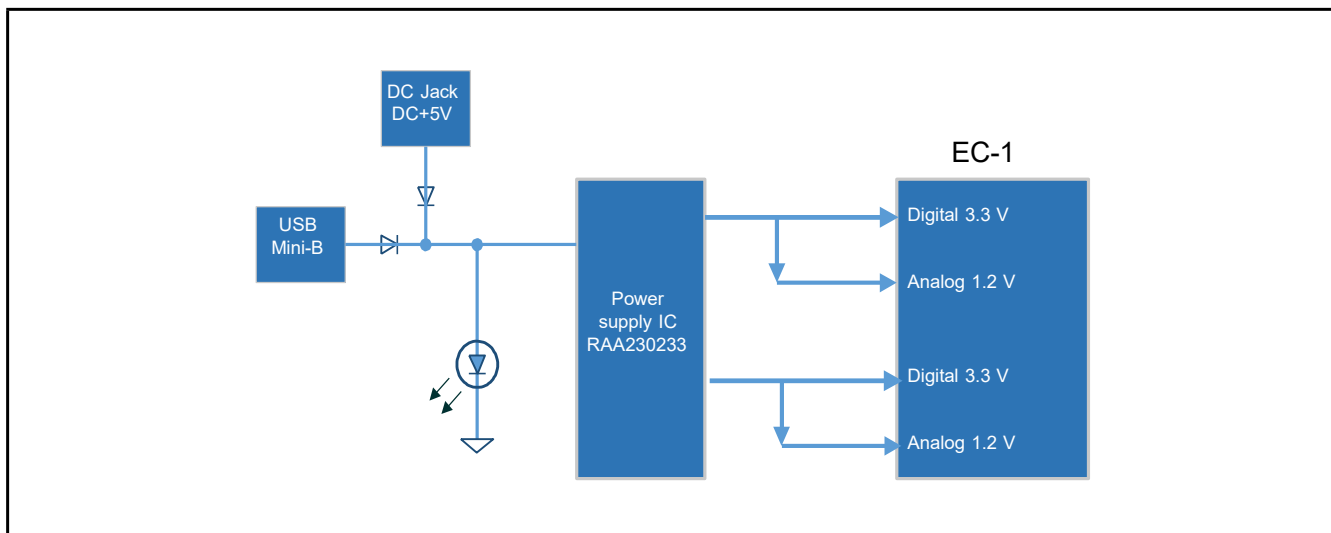 DC Jack
DC+5V
EC-1
USB
Mini-B
Power
supply IC
RAA230233
Digital 3.3 V
Analog 1.2 V
Digital 3.3 V
Analog 1.2 V